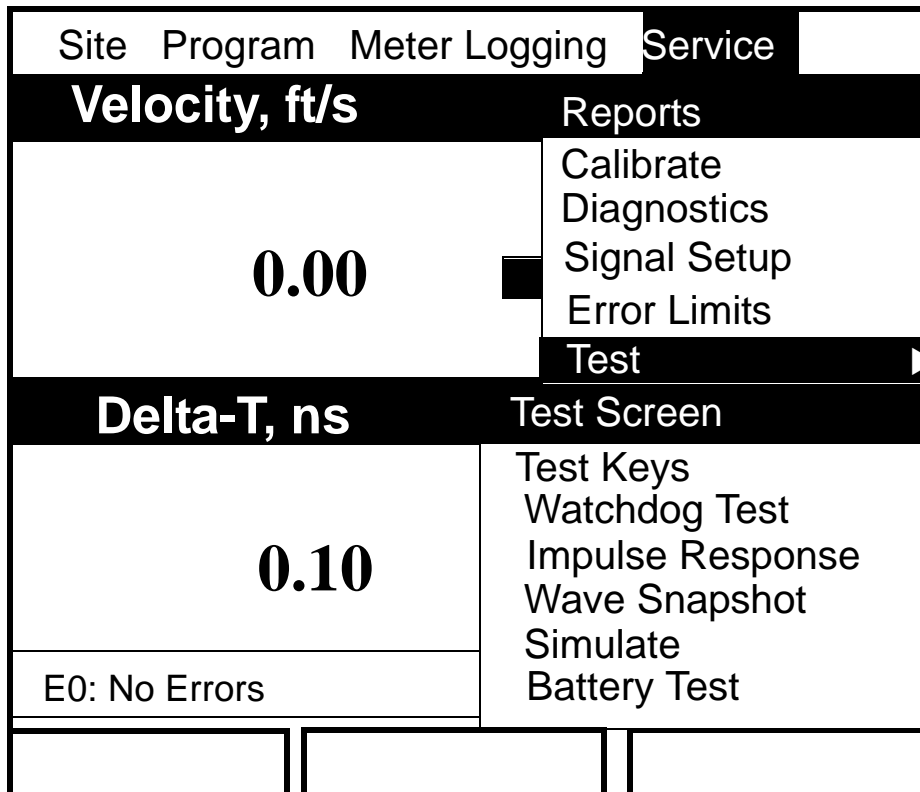 Site Program Meter Logging Service
Velocity, ft/s
Reports
Calibrate
Diagnostics
0.00
Signal Setup
Error Limits
Test
Delta-T, ns
Test Screen
Test Keys
Watchdog Test
0.10
Impulse Response
Wave Snapshot
Simulate
E0: No Errors
Battery Test